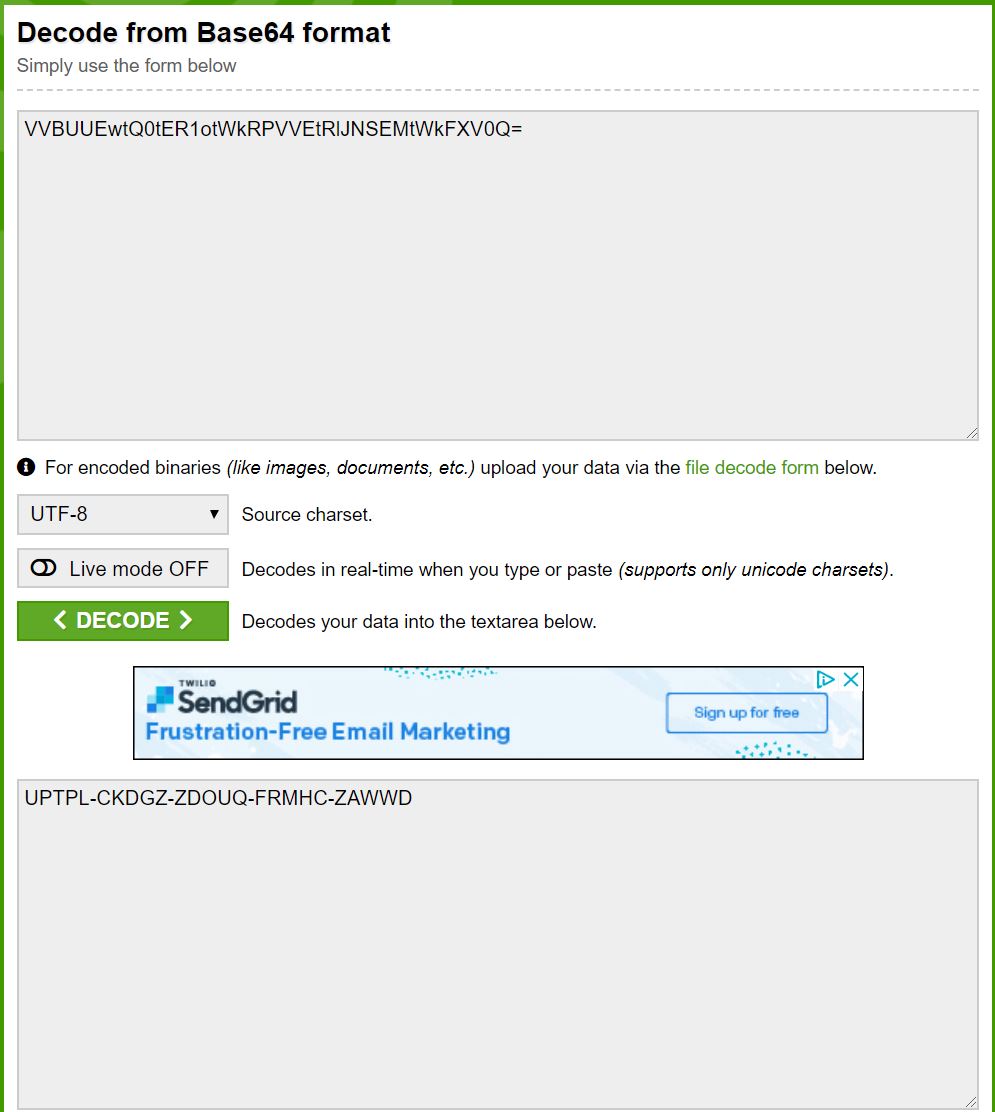 Decode from Base64 format
Simply use the form below
VVBUUEwtQ0tER1otWkRPVVEtRlJNSEMtWkFXV0Q=
For encoded binaries (like images, documents, etc.) upload your data via the file decode form below.
UTF-8 Source charset.
Live mode OFF Decodes in real-time when you type or paste (supports only unicode charsets).
< DECODE > Decodes your data into the textarea below.
TWILIO
SendGrid
Frustration-Free Email Marketing
Sign up for free
UPTPL-CKDGZ-ZDOUQ-FRMHC-ZAWWD